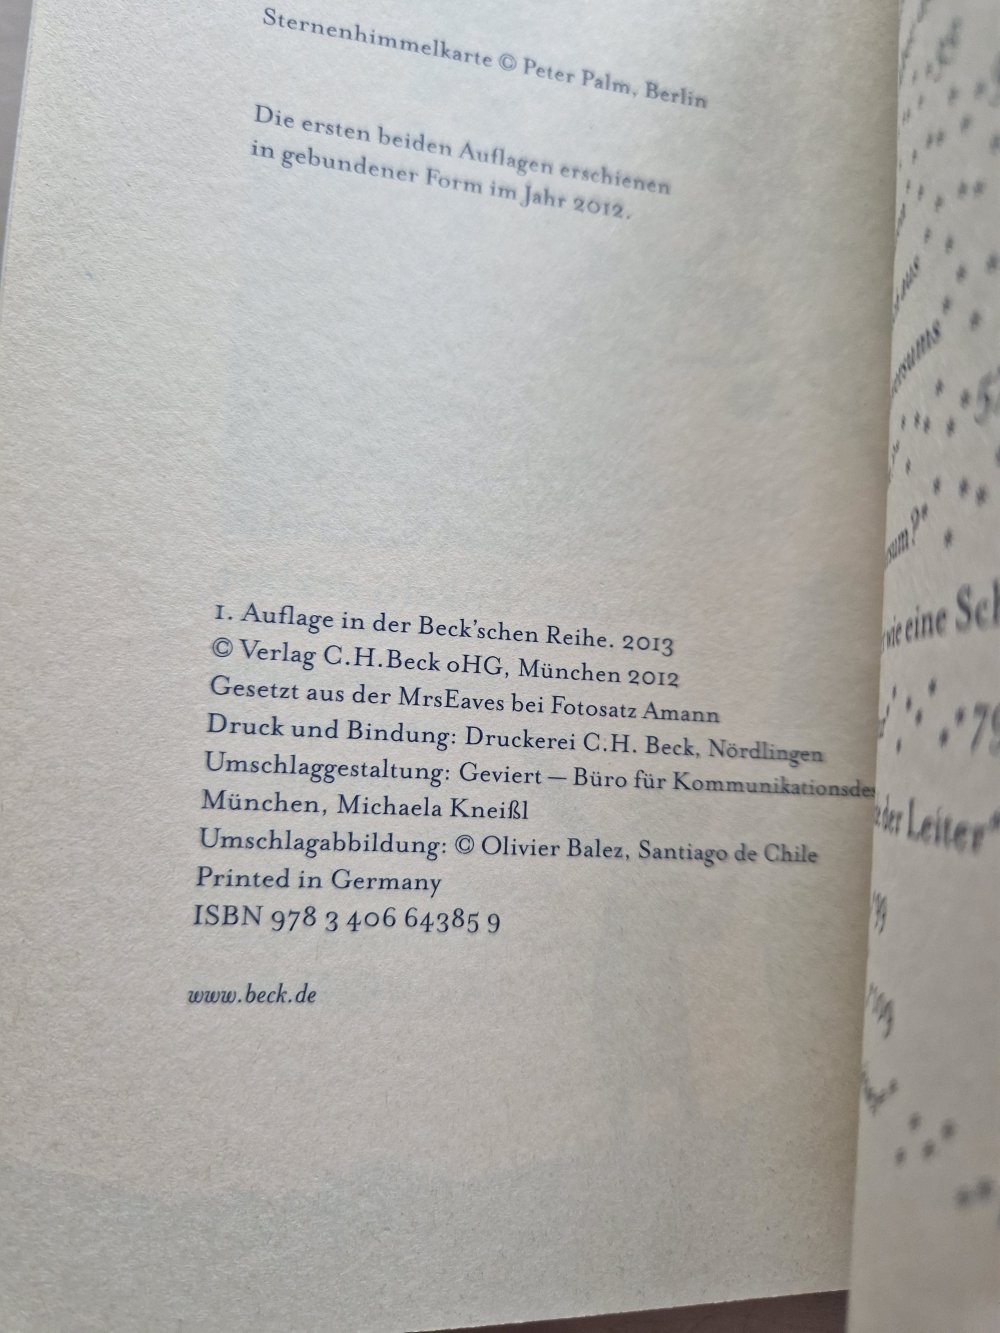 Sternenhimmelkarte © Peter Palm, Berlin
Die ersten beiden Auflagen erschienen
in gebundener Form im Jahr 2012.
1. Auflage in der Beck’schen Reihe. 2013
© Verlag C.H.Beck oHG, München 2012
Gesetzt aus der MrsEaves bei Fotosatz Amann
Druck und Bindung: Druckerei C.H. Beck, Nördlingen
Umschlaggestaltung: Geviert – Büro für
München, Michaela Kneißl
Umschlagabbildung: © Olivier Balez, Santiago de Chile
Printed in Germany
ISBN 978 3 406 64385 9
www.beck.de
wie eine
der Leiter